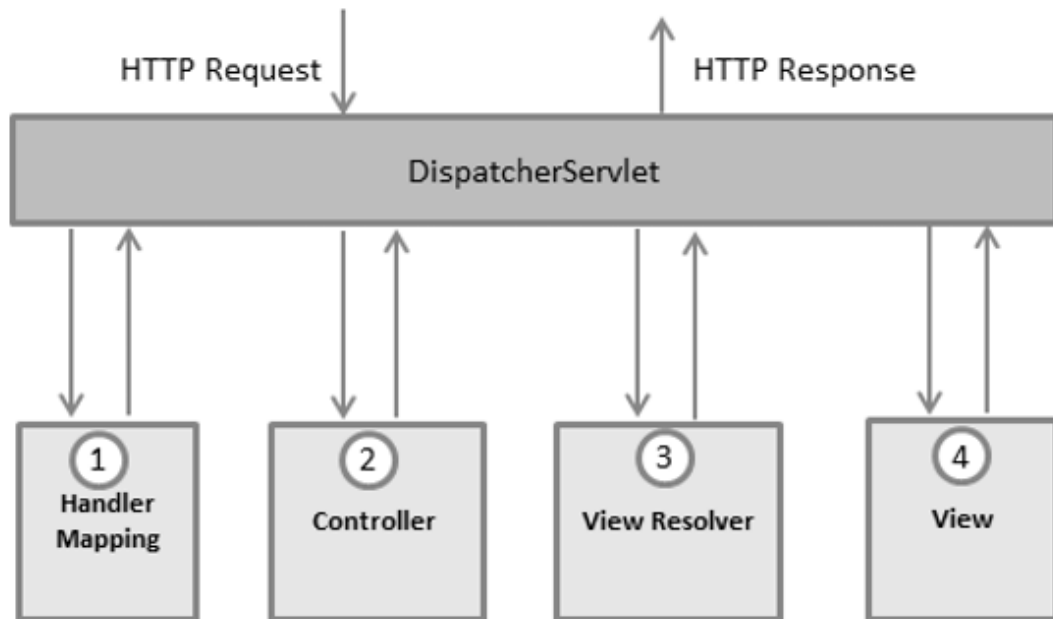 HTTP Request
HTTP Response
DispatcherServlet
1
Handler
Mapping
2
Controller
3
View Resolver
4
View